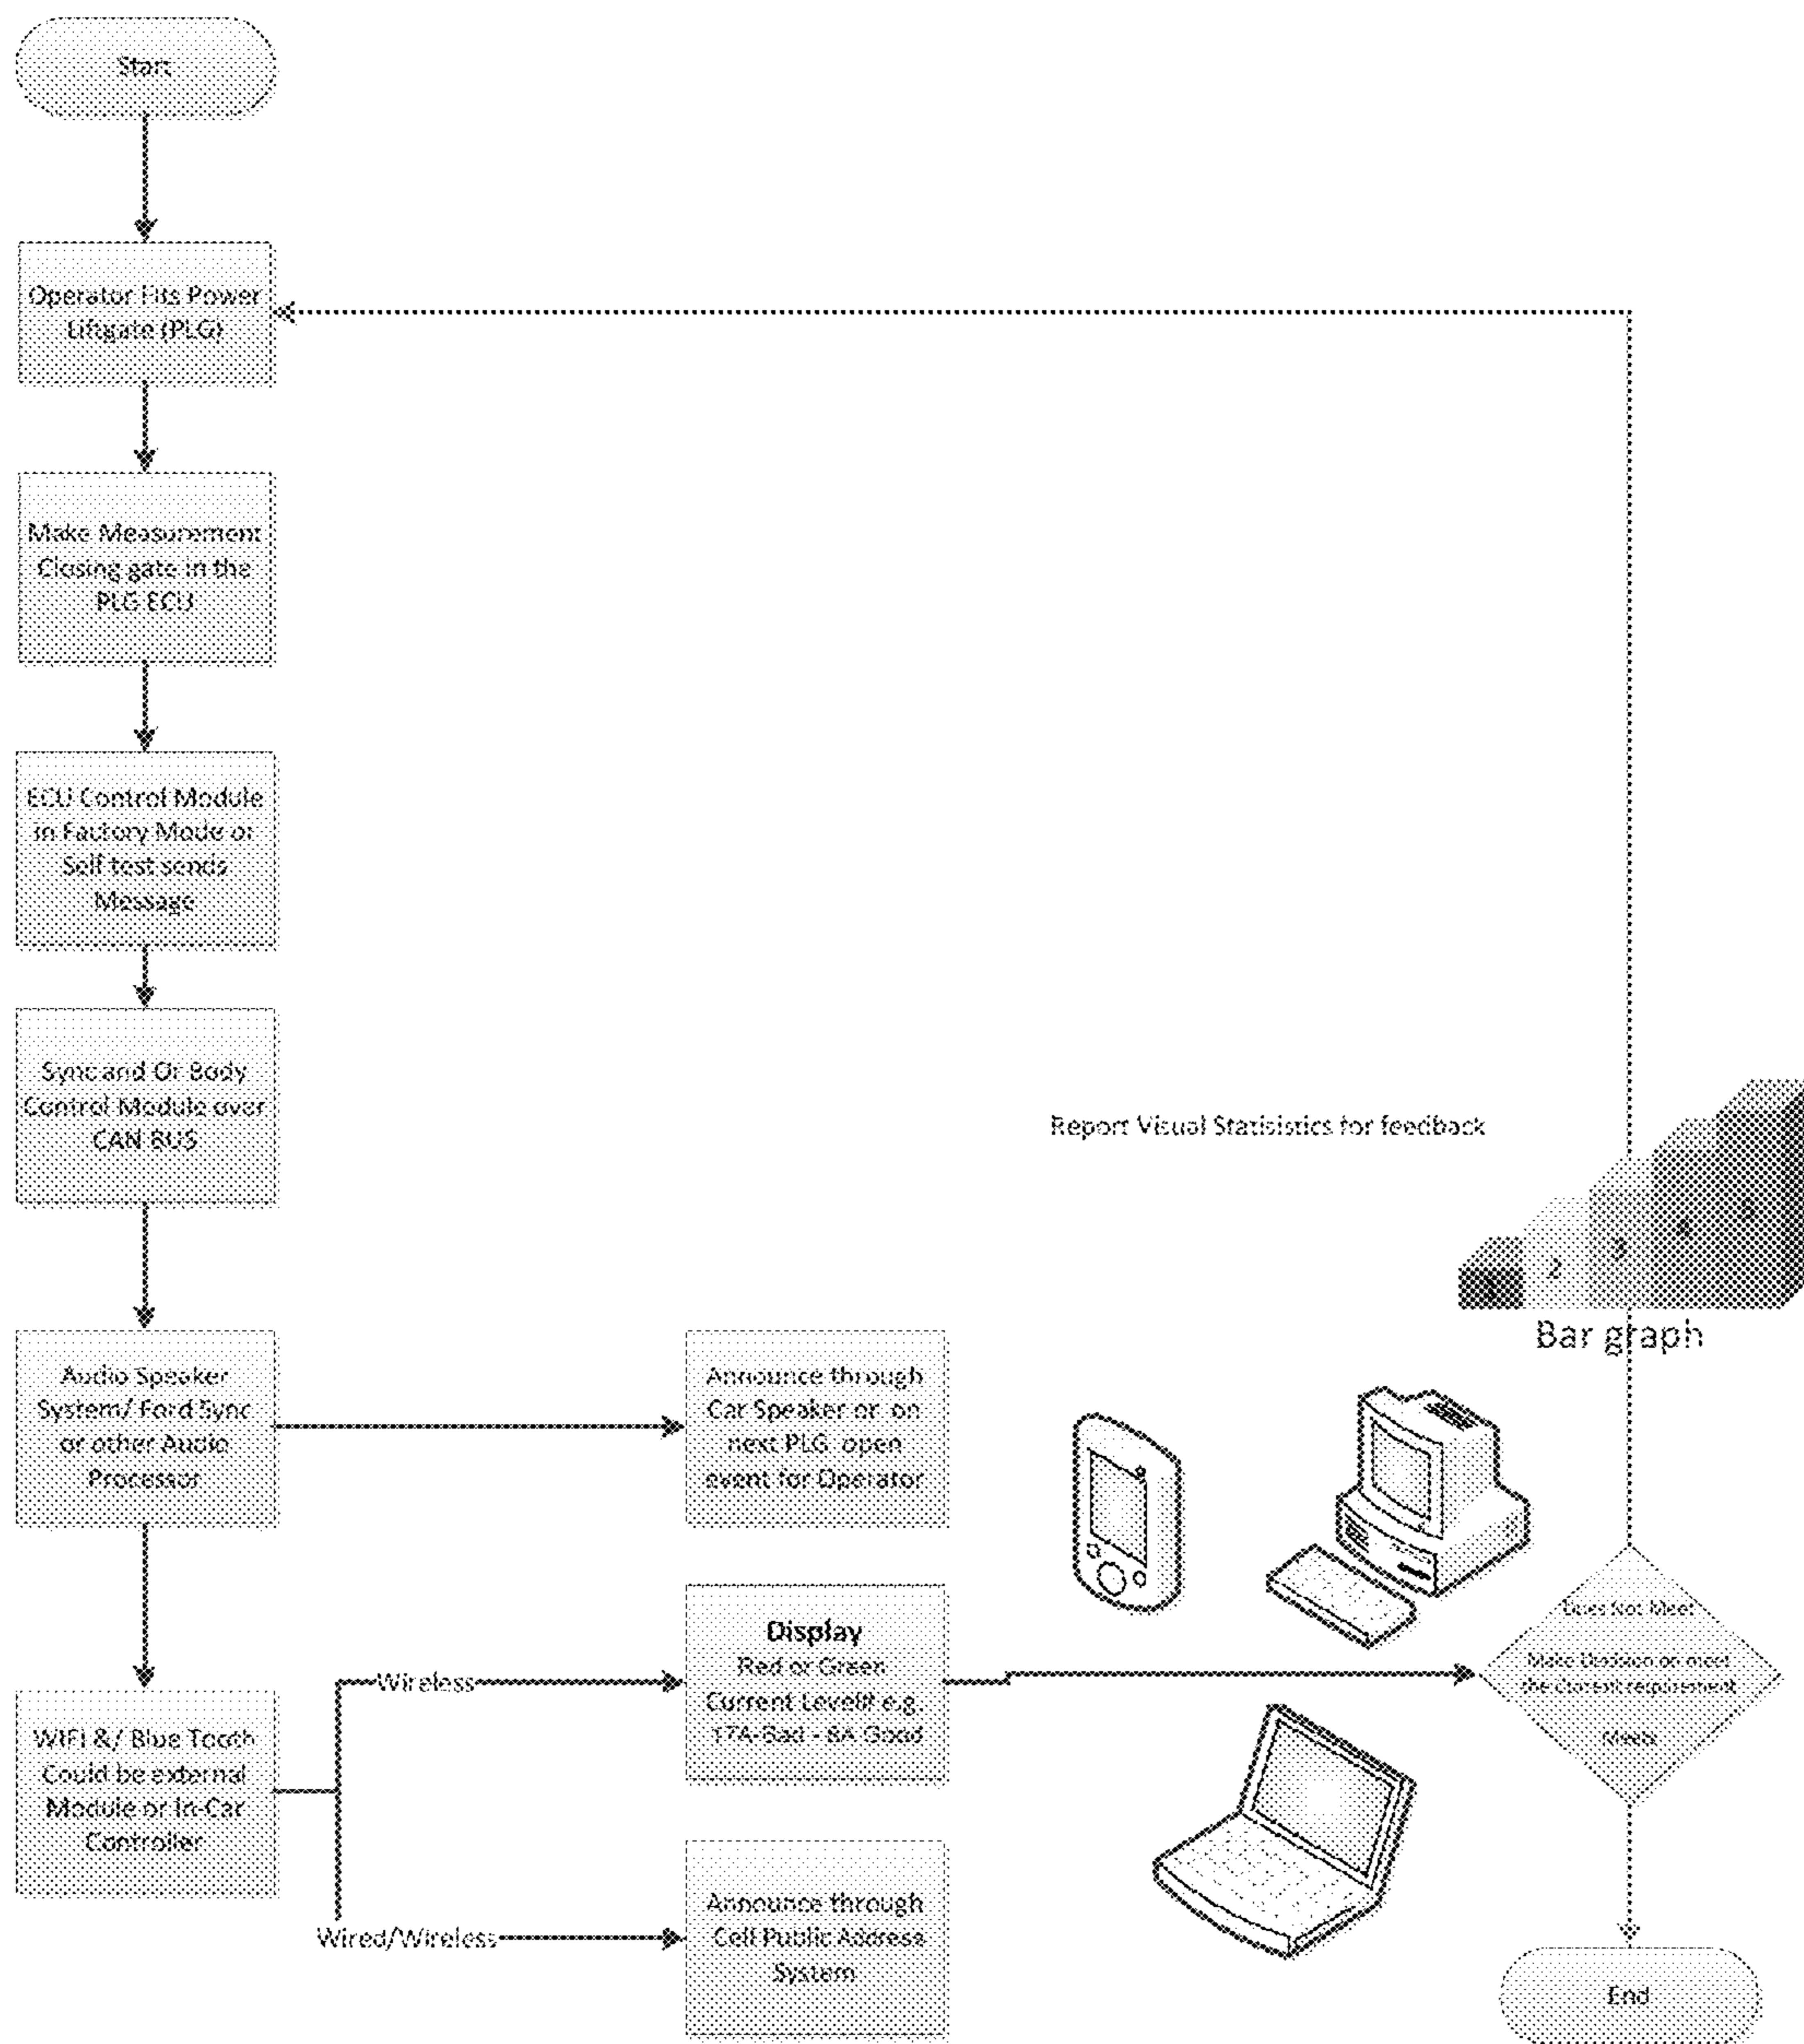 Start
Operator Fits Power
Liftgate (PLG)
Make Measurement
Closing gate in the
PLG ECU
ECU Control Module
in Factory Mode or
Self test sends
Message
Sync and Or Body
Control Module over
CAN BUS
Report Visual Statisistics for feedback
1
2
3
4
5
Bar graph
Audio Speaker
System/ Ford Sync
or other Audio
Processor
Announce through
Car Speaker or on
next PLG open
event for Operator
WIFI &/ Blue Tooth
Could be external
Module or In-Car
Controller
Wireless
Display
Red or Green
Current Level# e.g.
17A-Bad - 8A Good
Does Not Meet
Make Decision on meet
the Current requirement
Meets
Wired/Wireless
Announce through
Cell Public Address
System
End